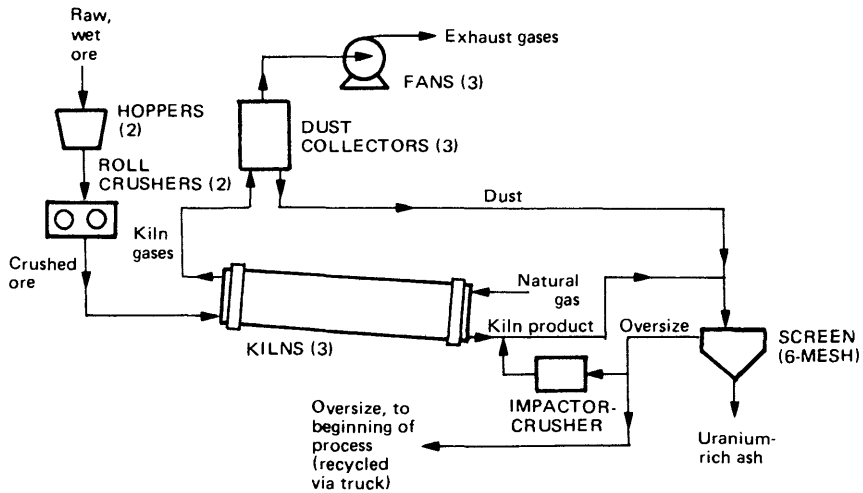 Raw,
wet
ore
Exhaust gases
FANS (3)
HOPPERS
(2)
DUST
COLLECTORS (3)
ROLL
CRUSHERS (2)
Dust
Kiln
gases
Crushed
ore
Natural
gas
Kiln product
Oversize
SCREEN
(6-MESH)
KILNS (3)
IMPACTOR-
CRUSHER
Oversize, to
beginning of
process
(recycled
via truck)
Uranium-
rich ash